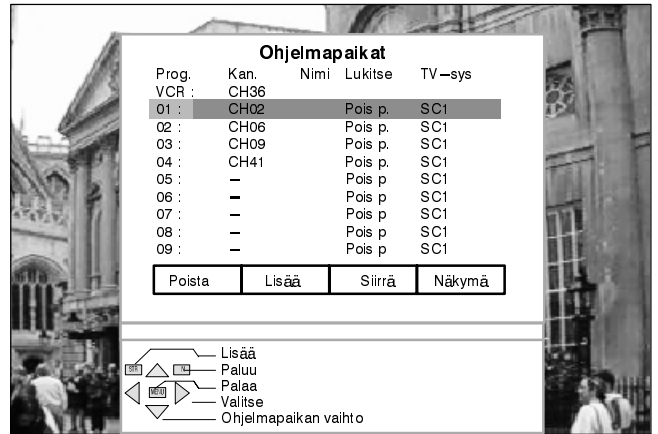 Ohjelmapaikat
Prog. Kan. Nimi Lukitse TV–sys
VCR : CH36
01 : CH02 Pois p. SC1
02 : CH06 Pois p. SC1
03 : CH09 Pois p. SC1
04 : CH41 Pois p. SC1
05 : – Pois p SC1
06 : – Pois p SC1
07 : – Pois p SC1
08 : – Pois p SC1
09 : – Pois p SC1
Poista Lisää Siirrä Näkymä
Lisää
STR N Paluu
Palaa
MENU Valitse
Ohjelmapaikan vaihto